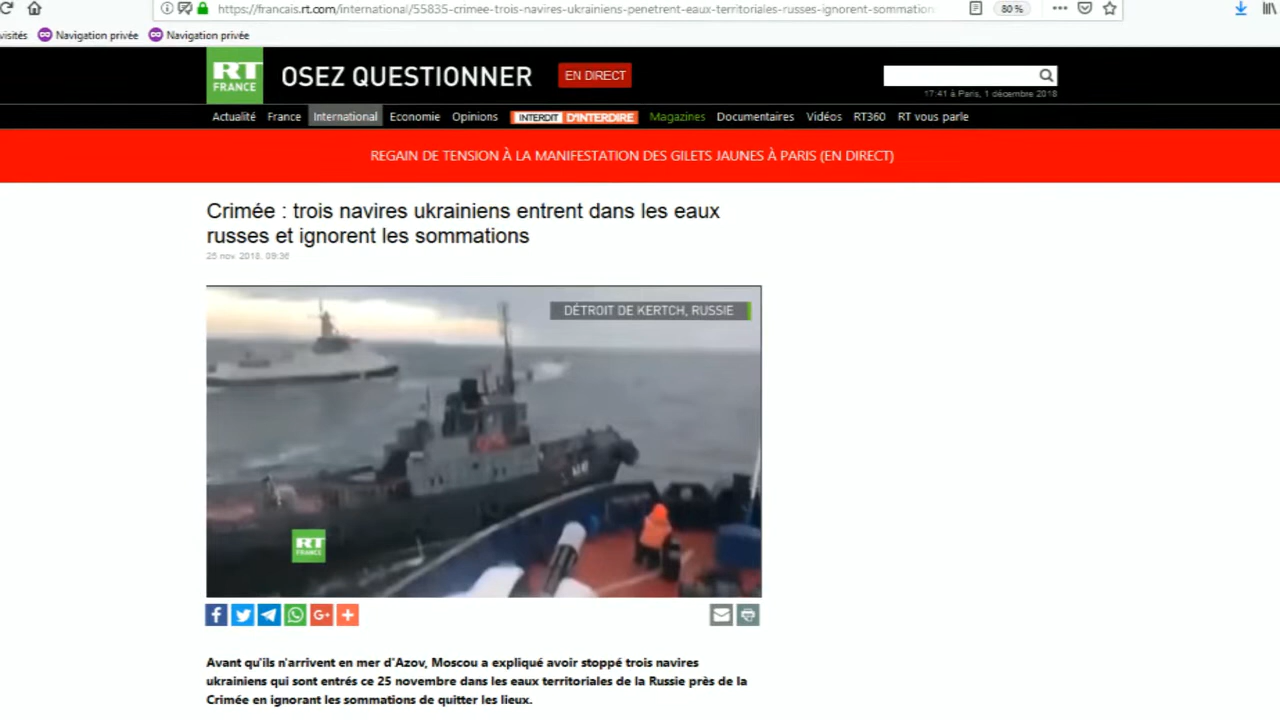 https://francais.rt.com/international/55835-crimee-trois-navires-ukrainiens-penetrent-eaux-territoriales-russes-ignorent-sommation
80 %
visités Navigation privée Navigation privée
RT
FRANCE
OSEZ QUESTIONNER
EN DIRECT
17:41 à Paris, 1 décembre 2018
Actualité France International Economie Opinions INTERDIT D'INTERDIRE Magazines Documentaires Vidéos RT360 RT vous parle
REGAIN DE TENSION À LA MANIFESTATION DES GILETS JAUNES À PARIS (EN DIRECT)
Crimée : trois navires ukrainiens entrent dans les eaux
russes et ignorent les sommations
25 nov. 2018, 09:36
DÉTROIT DE KERTCH, RUSSIE
RT
FRANCE
G+
Avant qu'ils n'arrivent en mer d'Azov, Moscou a expliqué avoir stoppé trois navires
ukrainiens qui sont entrés ce 25 novembre dans les eaux territoriales de la Russie près de la
Crimée en ignorant les sommations de quitter les lieux.